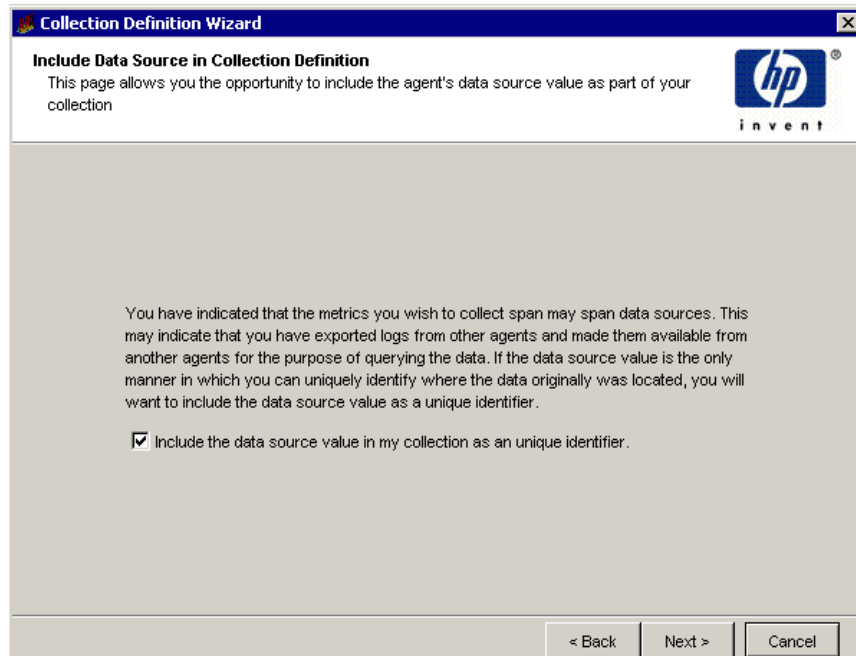 Collection Definition Wizard
Include Data Source in Collection Definition
This page allows you the opportunity to include the agent's data source value as part of your
collection
hp
®
invent
You have indicated that the metrics you wish to collect span may span data sources. This
may indicate that you have exported logs from other agents and made them available from
another agents for the purpose of querying the data. If the data source value is the only
manner in which you can uniquely identify where the data originally was located, you will
want to include the data source value as a unique identifier.
Include the data source value in my collection as an unique identifier.
< Back
Next >
Cancel